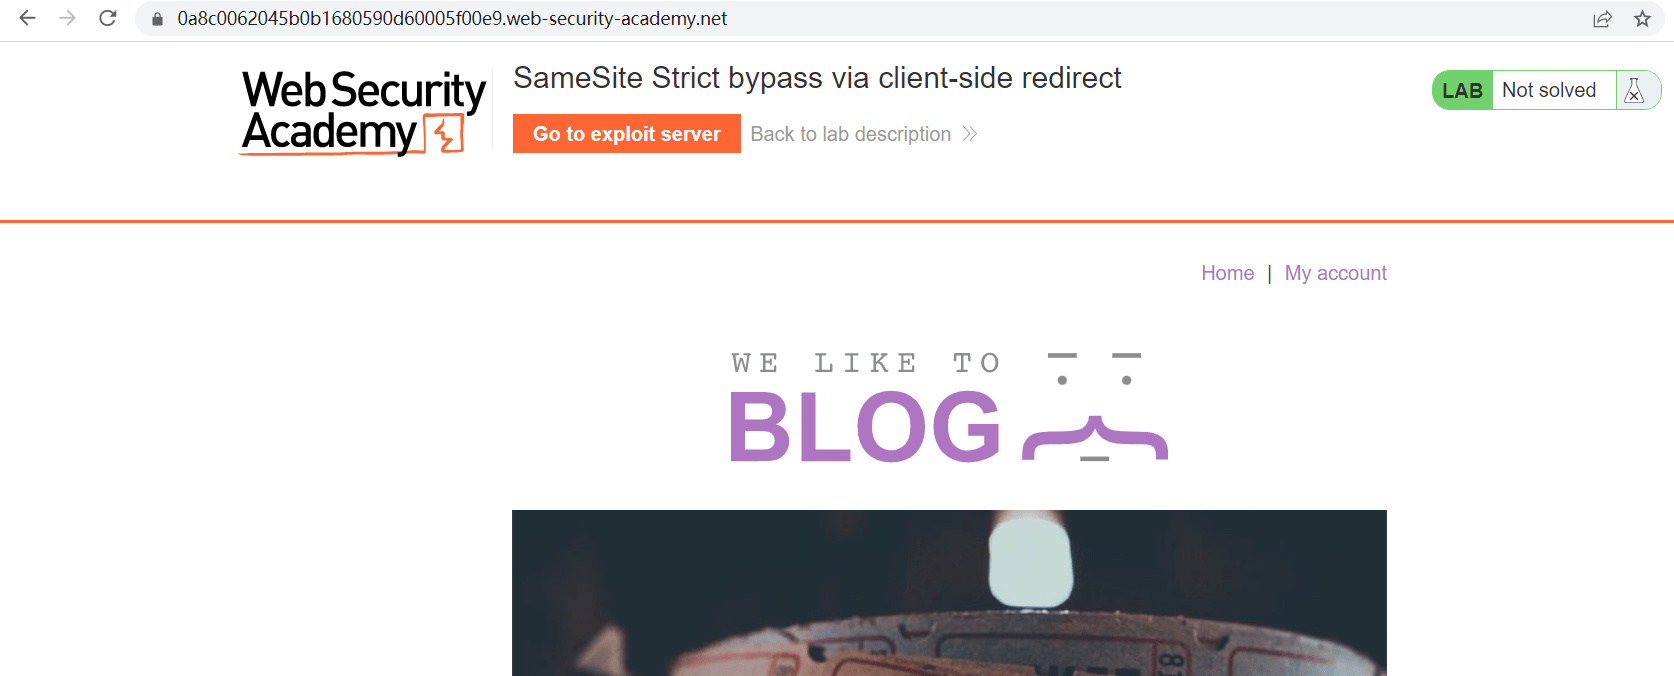 0a8c0062045b0b1680590d60005f00e9.web-security-academy.net
Web Security
Academy
SameSite Strict bypass via client-side redirect
Go to exploit server
Back to lab description
LAB
Not solved
Home | My account
WE LIKE TO
BLOG